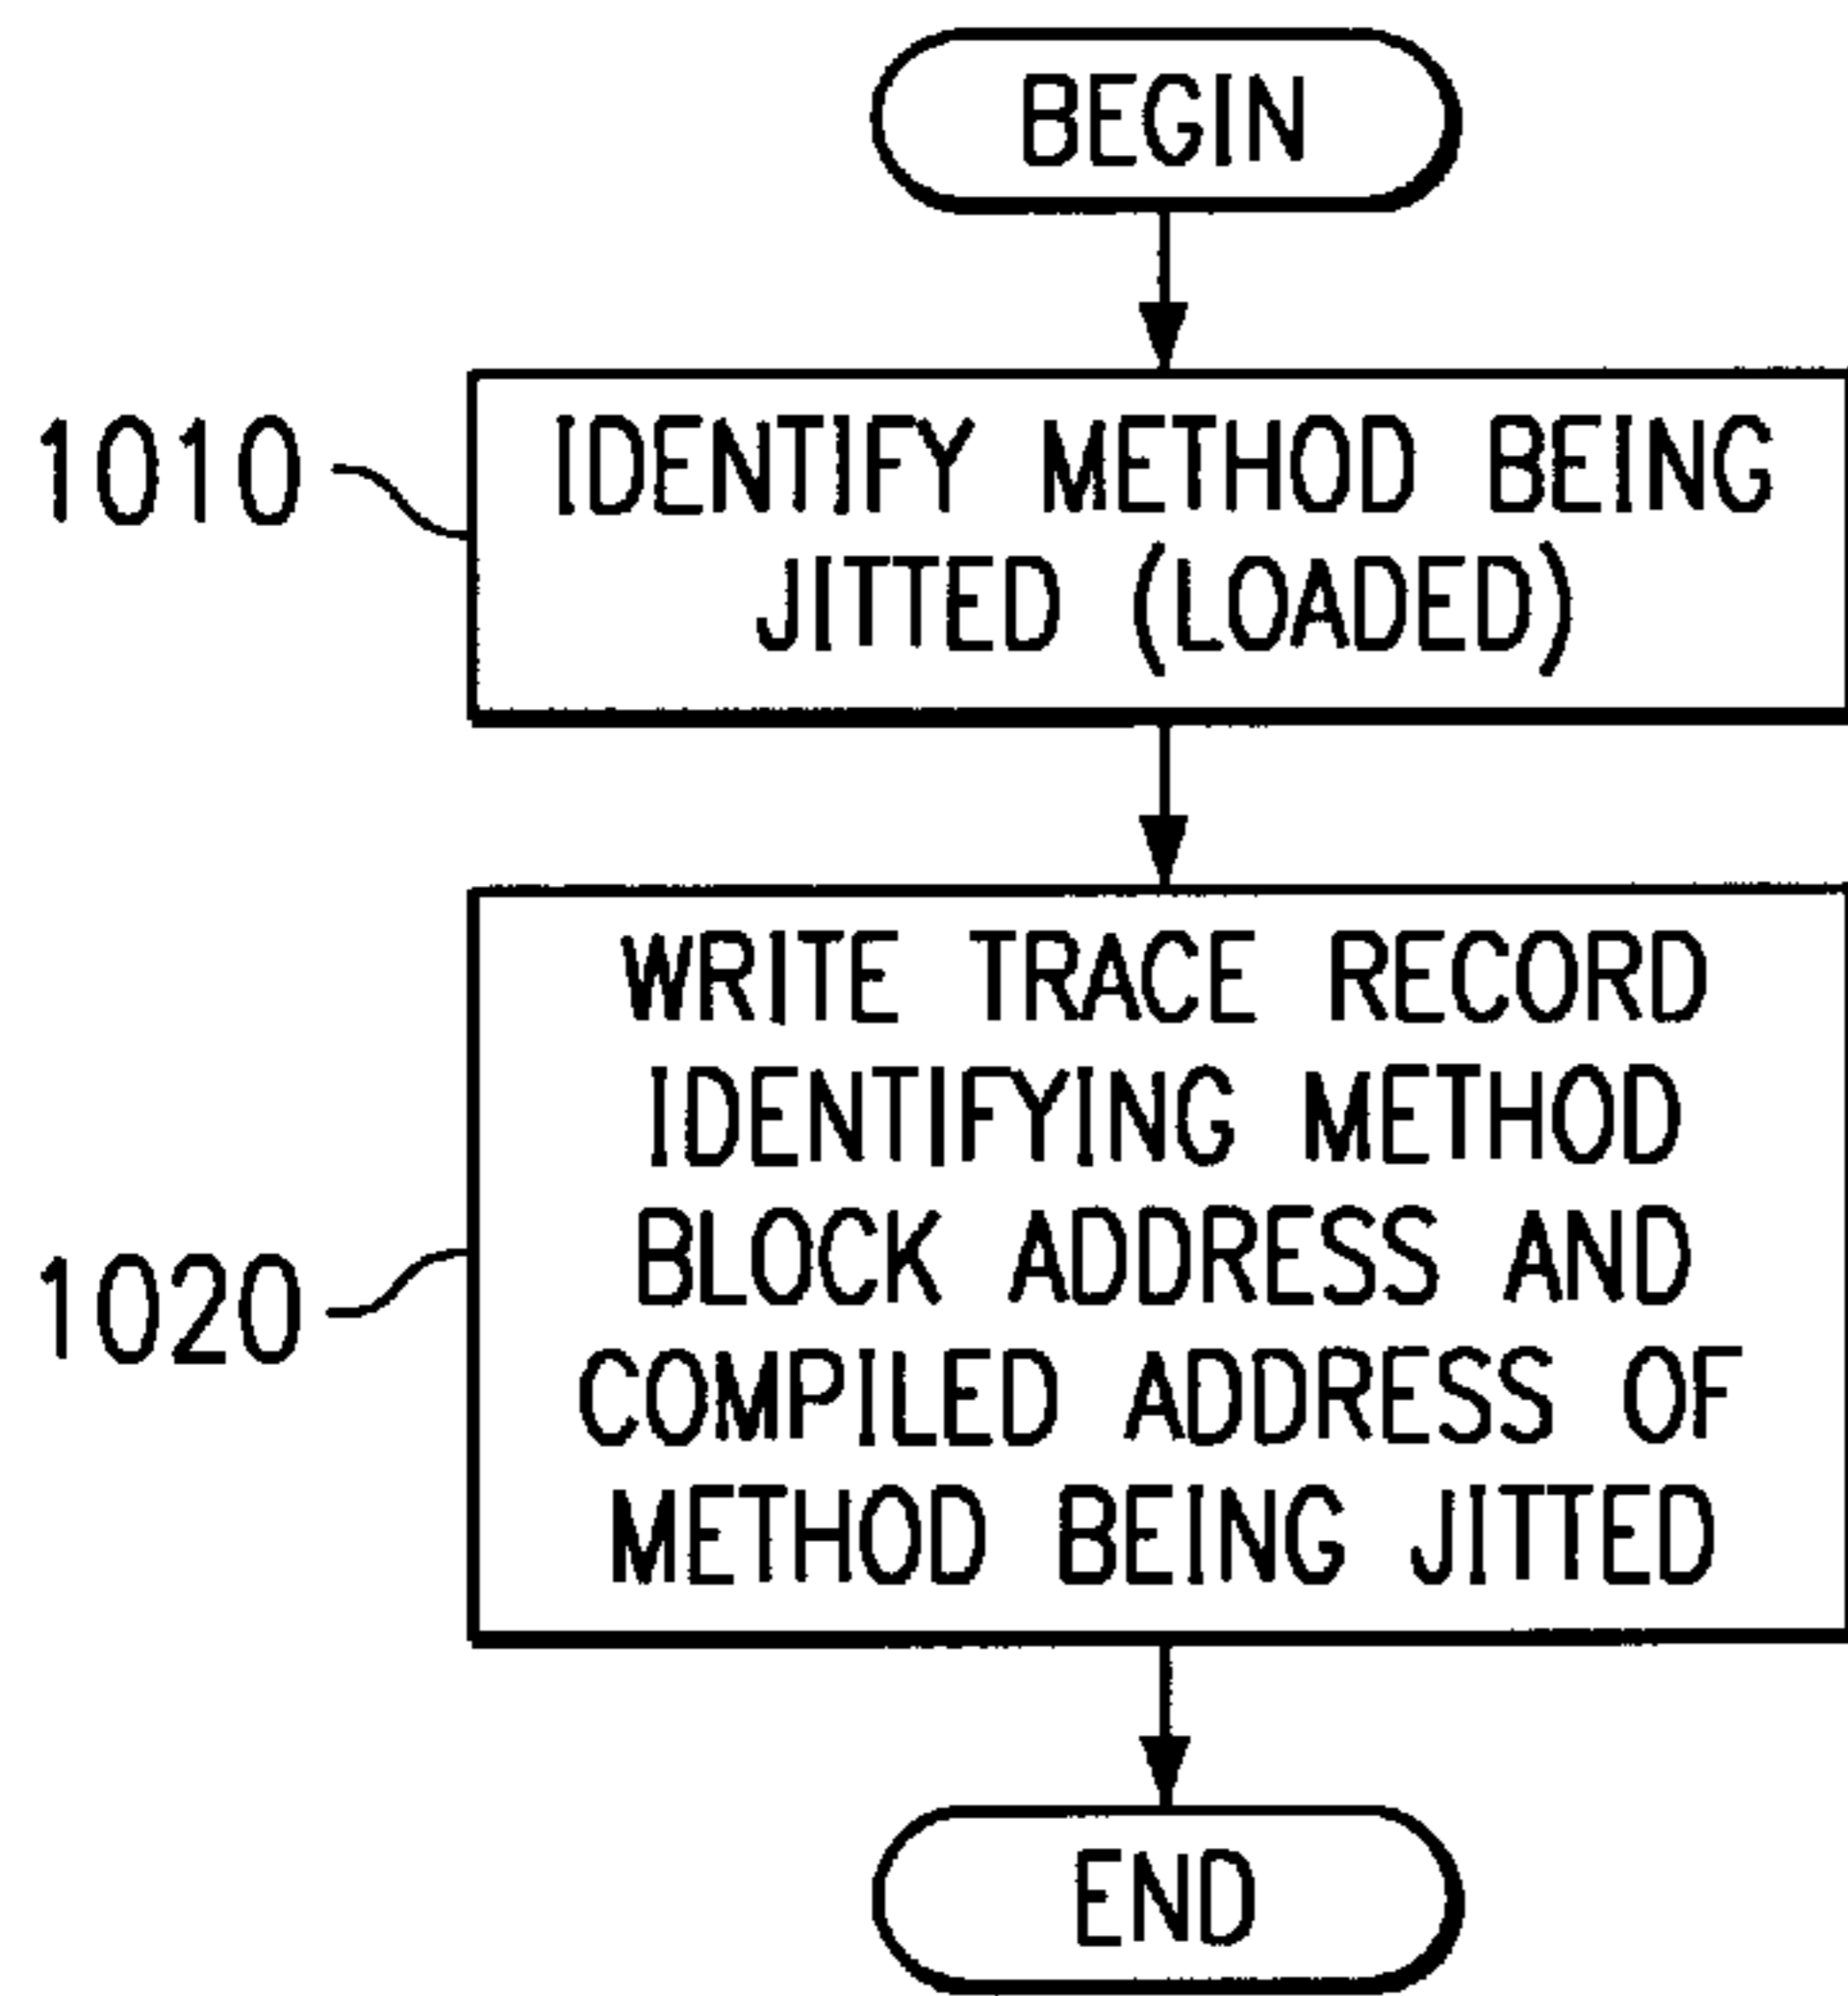 BEGIN
1010
IDENTIFY METHOD BEING
JITTED (LOADED)
1020
WRITE TRACE RECORD
IDENTIFYING METHOD
BLOCK ADDRESS AND
COMPILED ADDRESS OF
METHOD BEING JITTED
END